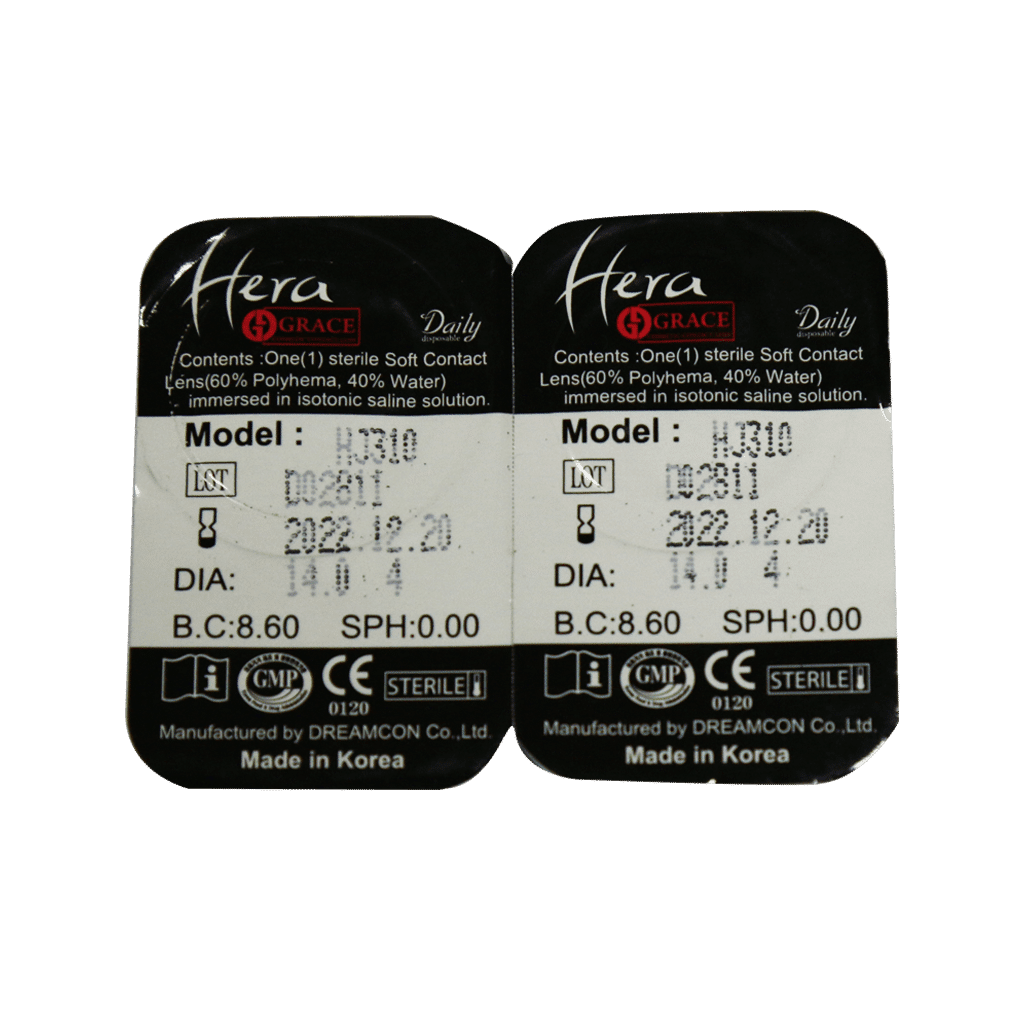 Hera
GRACE
Daily
disposable
Contents :One(1) sterile Soft Contact
Lens(60% Polyhema, 40% Water)
immersed in isotonic saline solution.
Model : HJ310
LOT D02811
2022.12.20
DIA: 14.0 4
B.C:8.60 SPH:0.00
i GMP CE 0120 STERILE
Manufactured by DREAMCON Co.,Ltd.
Made in Korea
Hera
GRACE
Daily
disposable
Contents :One(1) sterile Soft Contact
Lens(60% Polyhema, 40% Water)
immersed in isotonic saline solution.
Model : HJ310
LOT D02811
2022.12.20
DIA: 14.0 4
B.C:8.60 SPH:0.00
i GMP CE 0120 STERILE
Manufactured by DREAMCON Co.,Ltd.
Made in Korea